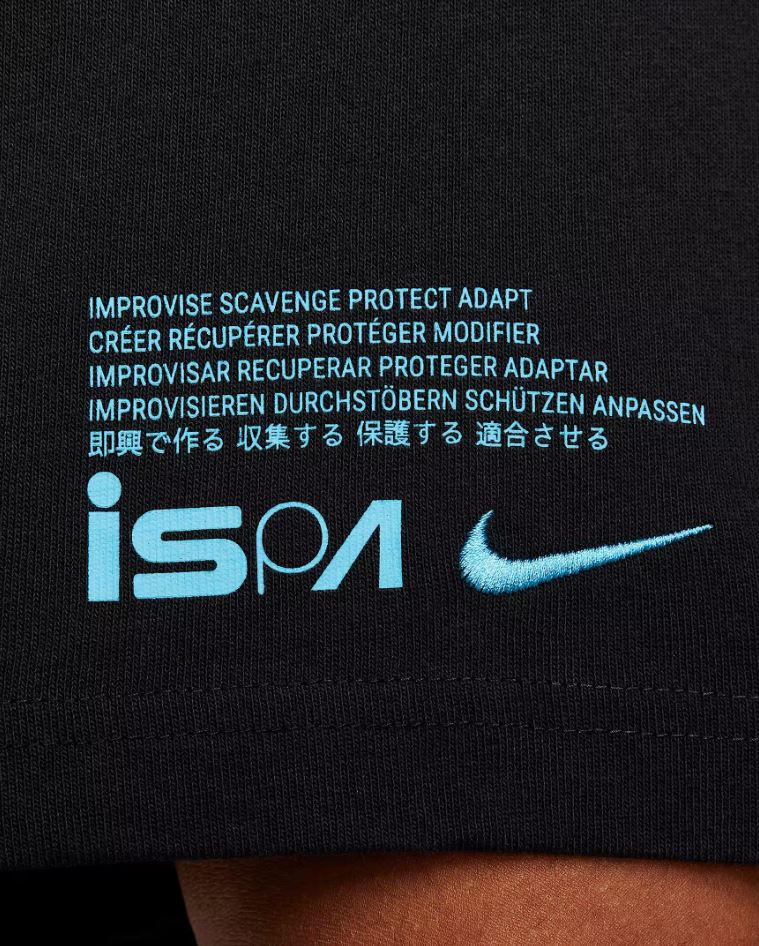 IMPROVISE SCAVENGE PROTECT ADAPT
CRÉER RÉCUPÉRER PROTÉGER MODIFIER
IMPROVISAR RECUPERAR PROTEGER ADAPTAR
IMPROVISIEREN DURCHSTÖBERN SCHÜTZEN ANPASSEN
即興で作る 収集する 保護する 適合させる
iSPA